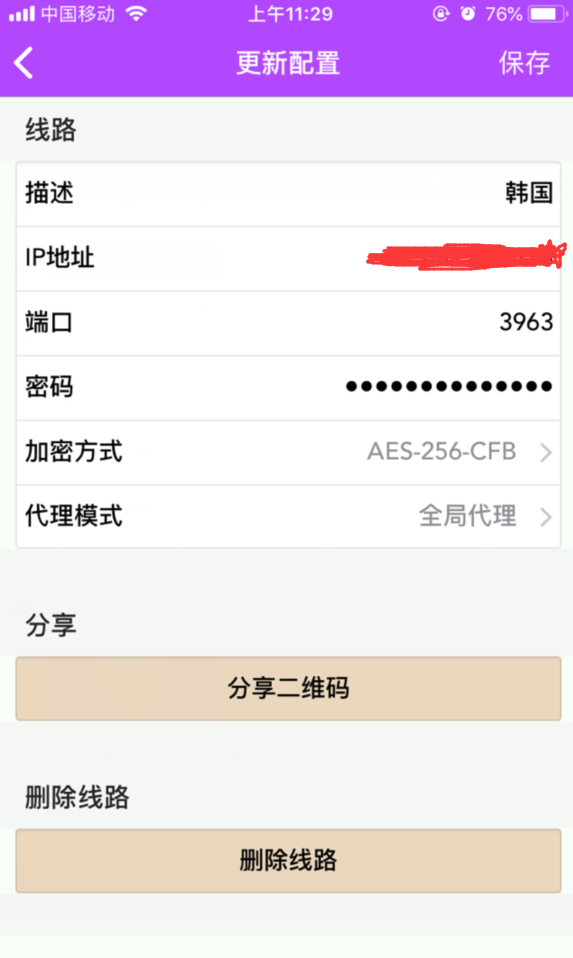 中国移动 上午11:29 76%
更新配置 保存
线路
描述 韩国
IP地址
端口 3963
密码 ●●●●●●●●●●●●●●
加密方式 AES-256-CFB
代理模式 全局代理
分享
分享二维码
删除线路
删除线路